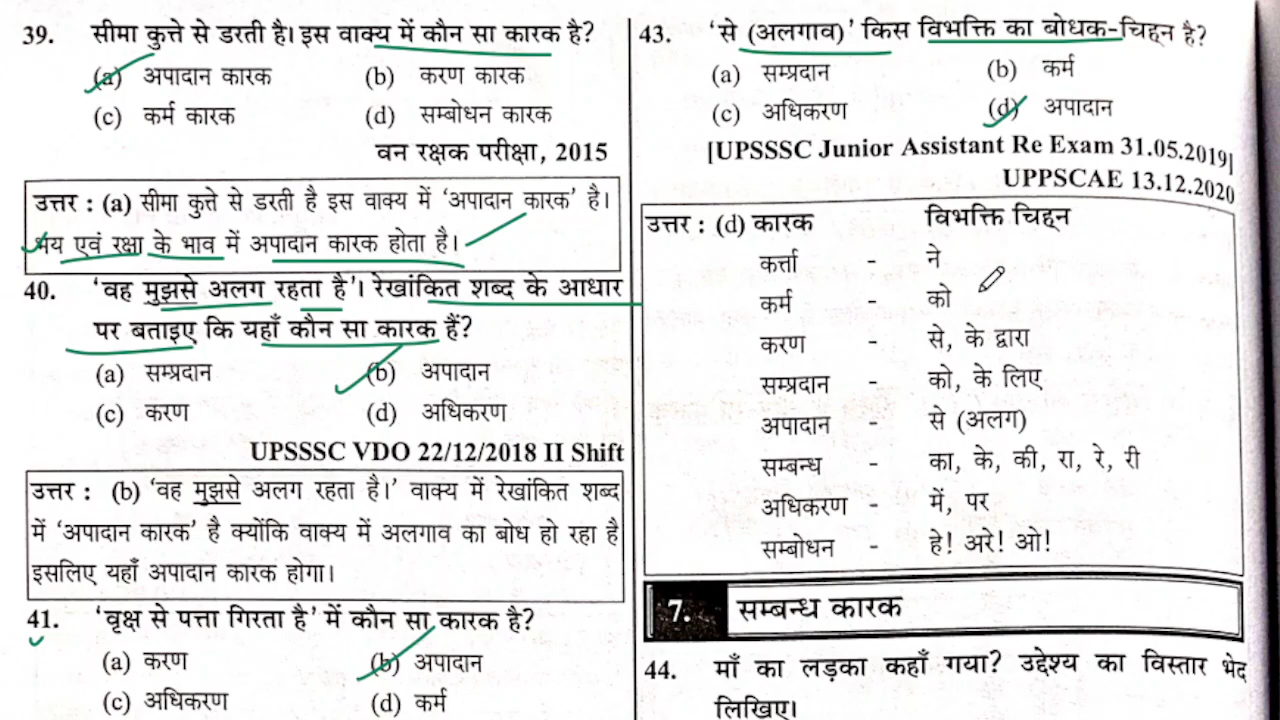 39. सीमा कुत्ते से डरती है। इस वाक्य में कौन सा कारक है?
(a) अपादान कारक (b) करण कारक
(c) कर्म कारक (d) सम्बोधन कारक
वन रक्षक परीक्षा, 2015
उत्तर : (a) सीमा कुत्ते से डरती है इस वाक्य में 'अपादान कारक' है।
भय एवं रक्षा के भाव में अपादान कारक होता है।
40. 'वह मुझसे अलग रहता है'। रेखांकित शब्द के आधार
पर बताइए कि यहाँ कौन सा कारक हैं?
(a) सम्प्रदान (b) अपादान
(c) करण (d) अधिकरण
UPSSSC VDO 22/12/2018 II Shift
उत्तर : (b) 'वह मुझसे अलग रहता है।' वाक्य में रेखांकित शब्द
में 'अपादान कारक' है क्योंकि वाक्य में अलगाव का बोध हो रहा है
इसलिए यहाँ अपादान कारक होगा।
41. 'वृक्ष से पत्ता गिरता है' में कौन सा कारक है?
(a) करण (b) अपादान
(c) अधिकरण (d) कर्म
43. 'से (अलगाव)' किस विभक्ति का बोधक-चिह्न है?
(a) सम्प्रदान (b) कर्म
(c) अधिकरण (d) अपादान
[UPSSSC Junior Assistant Re Exam 31.05.2019]
UPPSCAE 13.12.2020
उत्तर : (d) कारक विभक्ति चिह्न
कर्त्ता - ने
कर्म - को
करण - से, के द्वारा
सम्प्रदान - को, के लिए
अपादान - से (अलग)
सम्बन्ध - का, के, की, रा, रे, री
अधिकरण - में, पर
सम्बोधन - हे! अरे! ओ!
7. सम्बन्ध कारक
44. माँ का लड़का कहाँ गया? उद्देश्य का विस्तार भेद
लिखिए।